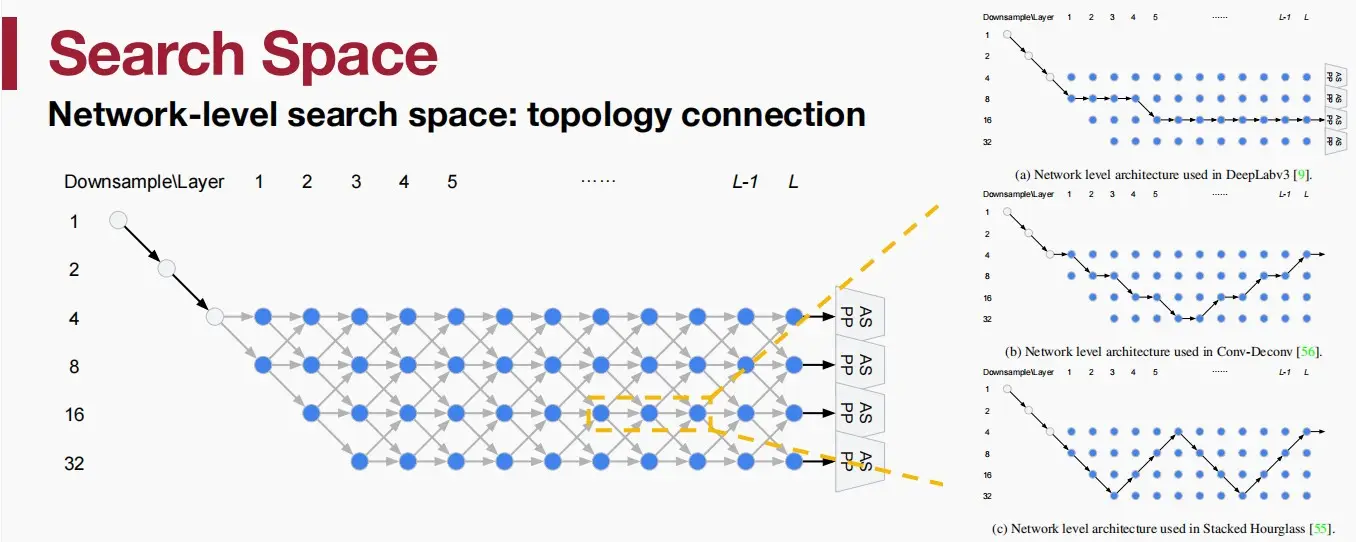 Search Space
Network-level search space: topology connection
Downsample\Layer 1 2 3 4 5 ...... L-1 L
1
2
4
8
16
32
AS PP
AS PP
AS PP
AS PP
Downsample\Layer 1 2 3 4 5 ...... L-1 L
1
2
4
8
16
32
AS PP
AS PP
AS PP
AS PP
(a) Network level architecture used in DeepLabv3 [9].
Downsample\Layer 1 2 3 4 5 ...... L-1 L
1
2
4
8
16
32
(b) Network level architecture used in Conv-Deconv [56].
Downsample\Layer 1 2 3 4 5 ...... L-1 L
1
2
4
8
16
32
(c) Network level architecture used in Stacked Hourglass [55].